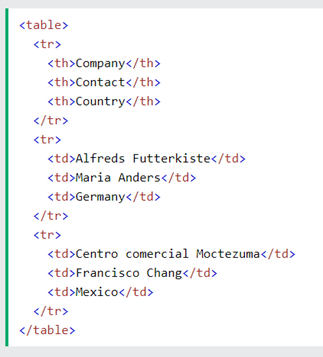 <table>
  <tr>
    <th>Company</th>
    <th>Contact</th>
    <th>Country</th>
  </tr>
  <tr>
    <td>Alfreds Futterkiste</td>
    <td>Maria Anders</td>
    <td>Germany</td>
  </tr>
  <tr>
    <td>Centro comercial Moctezuma</td>
    <td>Francisco Chang</td>
    <td>Mexico</td>
  </tr>
</table>